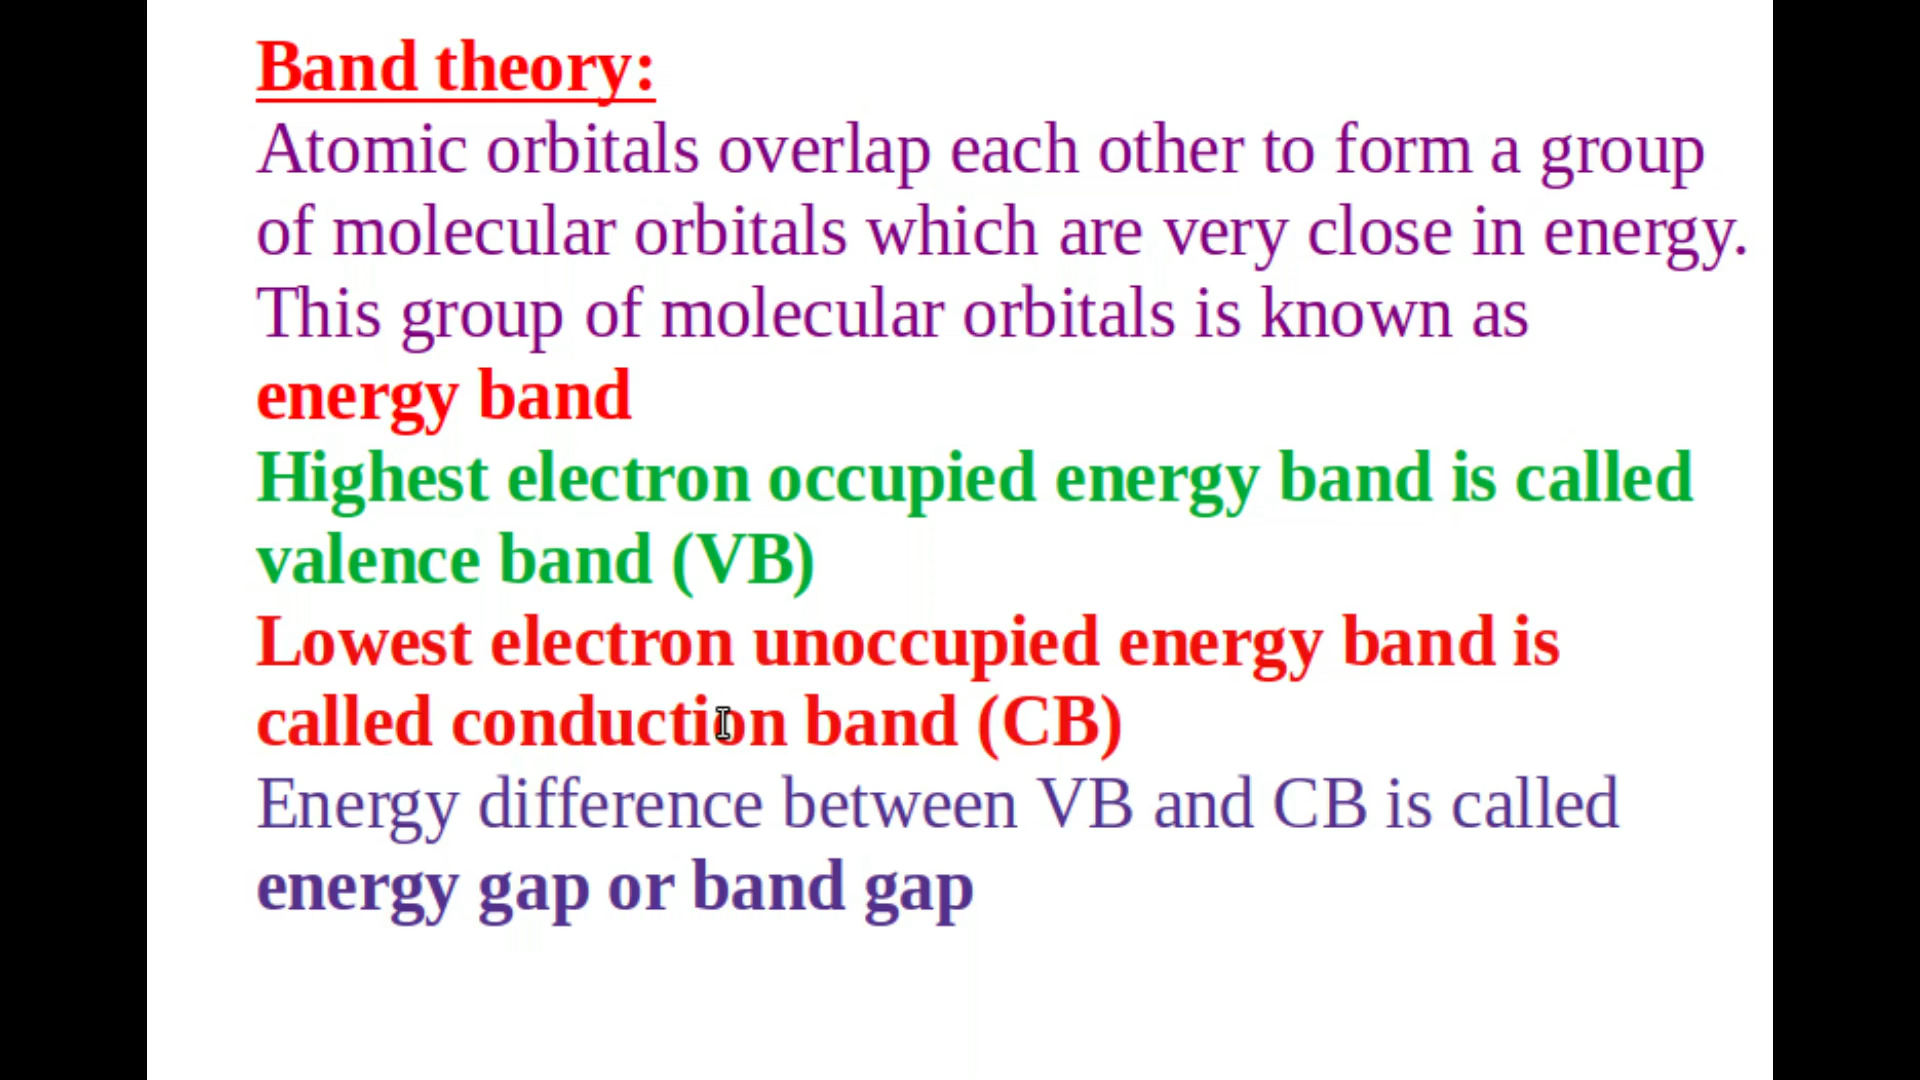 Band theory:
Atomic orbitals overlap each other to form a group
of molecular orbitals which are very close in energy.
This group of molecular orbitals is known as
energy band
Highest electron occupied energy band is called
valence band (VB)
Lowest electron unoccupied energy band is
called conduction band (CB)
Energy difference between VB and CB is called
energy gap or band gap